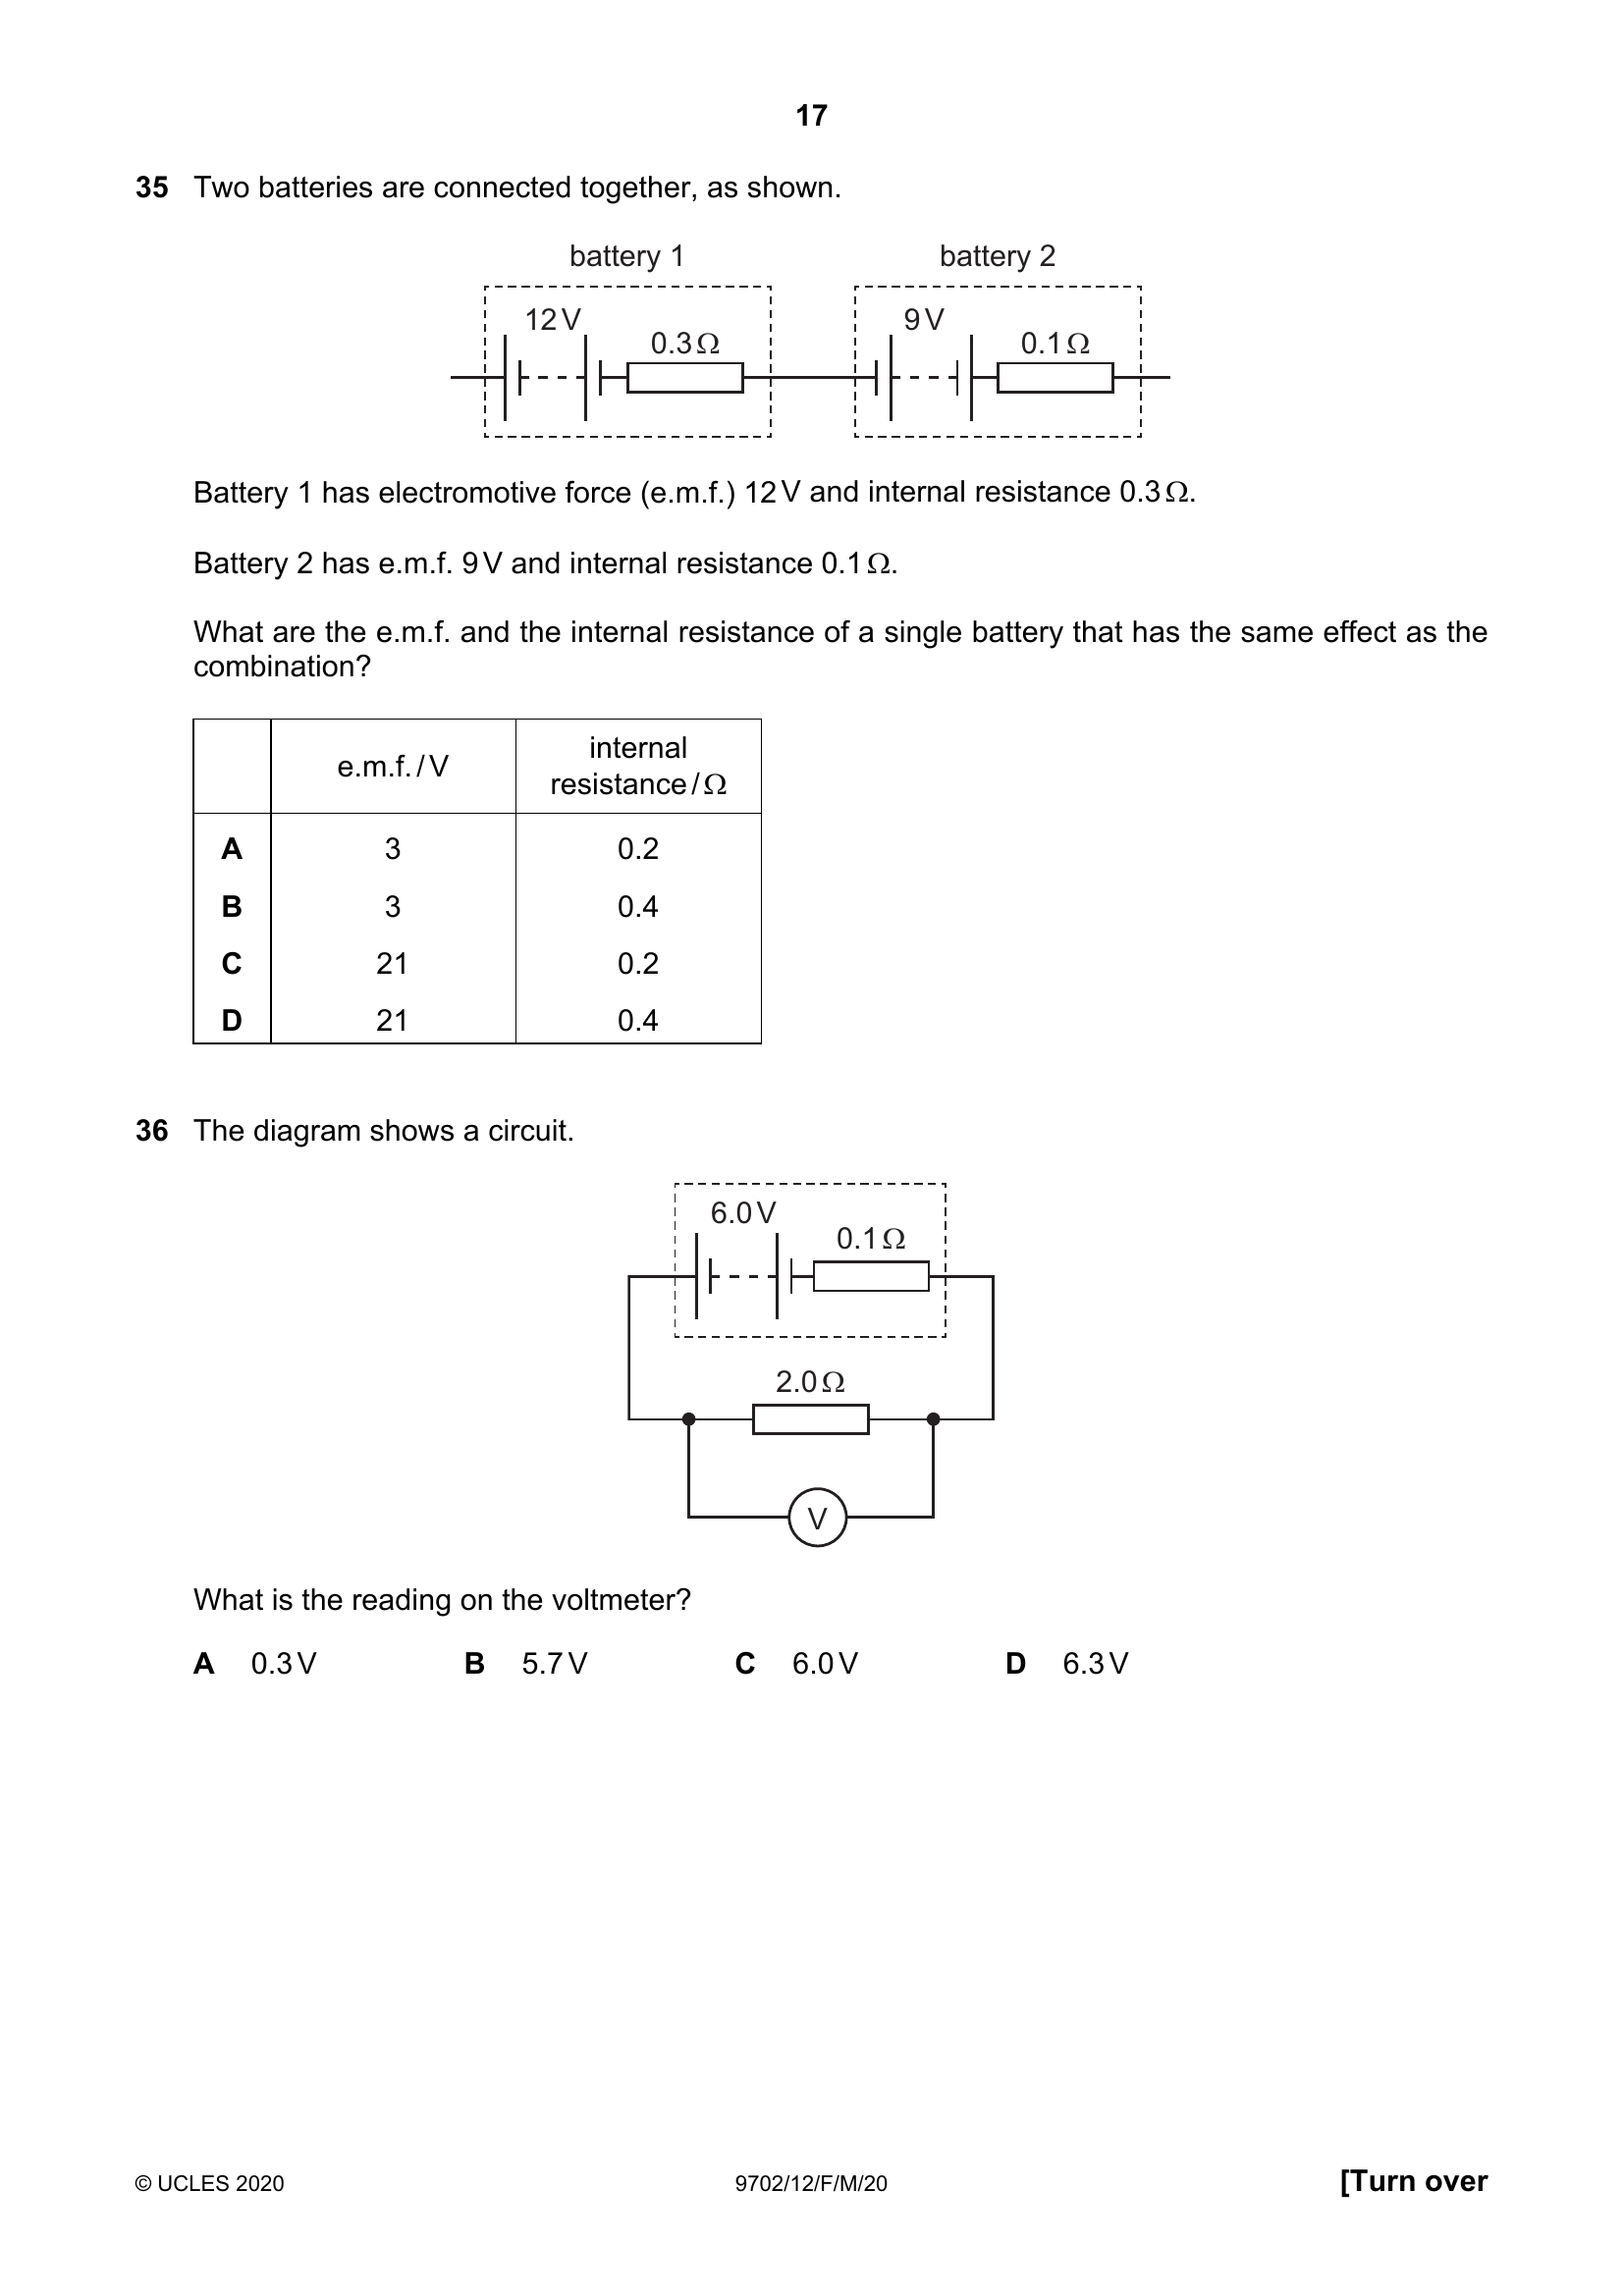 17
35 Two batteries are connected together, as shown.
battery 1 battery 2
12 V 9 V
0.3 Ω 0.1 Ω
Battery 1 has electromotive force (e.m.f.) 12 V and internal resistance 0.3 Ω.
Battery 2 has e.m.f. 9 V and internal resistance 0.1 Ω.
What are the e.m.f. and the internal resistance of a single battery that has the same effect as the
combination?
e.m.f. / V internal
resistance / Ω
A 3 0.2
B 3 0.4
C 21 0.2
D 21 0.4
36 The diagram shows a circuit.
6.0 V
0.1 Ω
2.0 Ω
V
What is the reading on the voltmeter?
A 0.3 V B 5.7 V C 6.0 V D 6.3 V
© UCLES 2020 9702/12/F/M/20 [Turn over